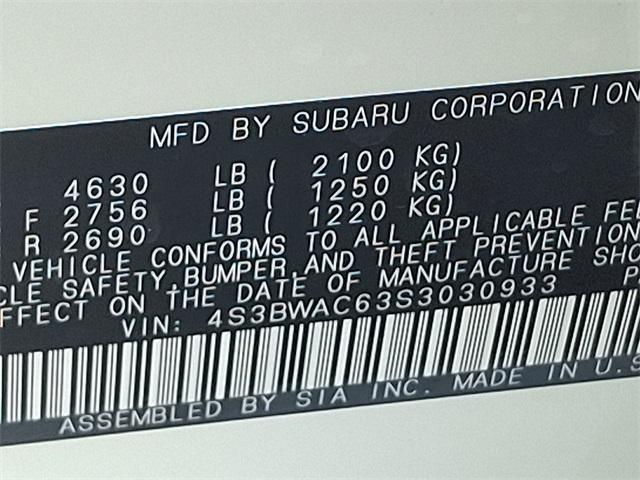 MFD BY SUBARU CORPORATION
4630 LB ( 2100 KG)
F 2756 LB ( 1250 KG)
R 2690 LB ( 1220 KG)
VEHICLE CONFORMS TO ALL APPLICABLE FE
CLE SAFETY,BUMPER,AND THEFT PREVENTION
FFECT ON THE DATE OF MANUFACTURE SHO
VIN: 4S3BWAC63S3030933
ASSEMBLED BY SIA INC. MADE IN U.S